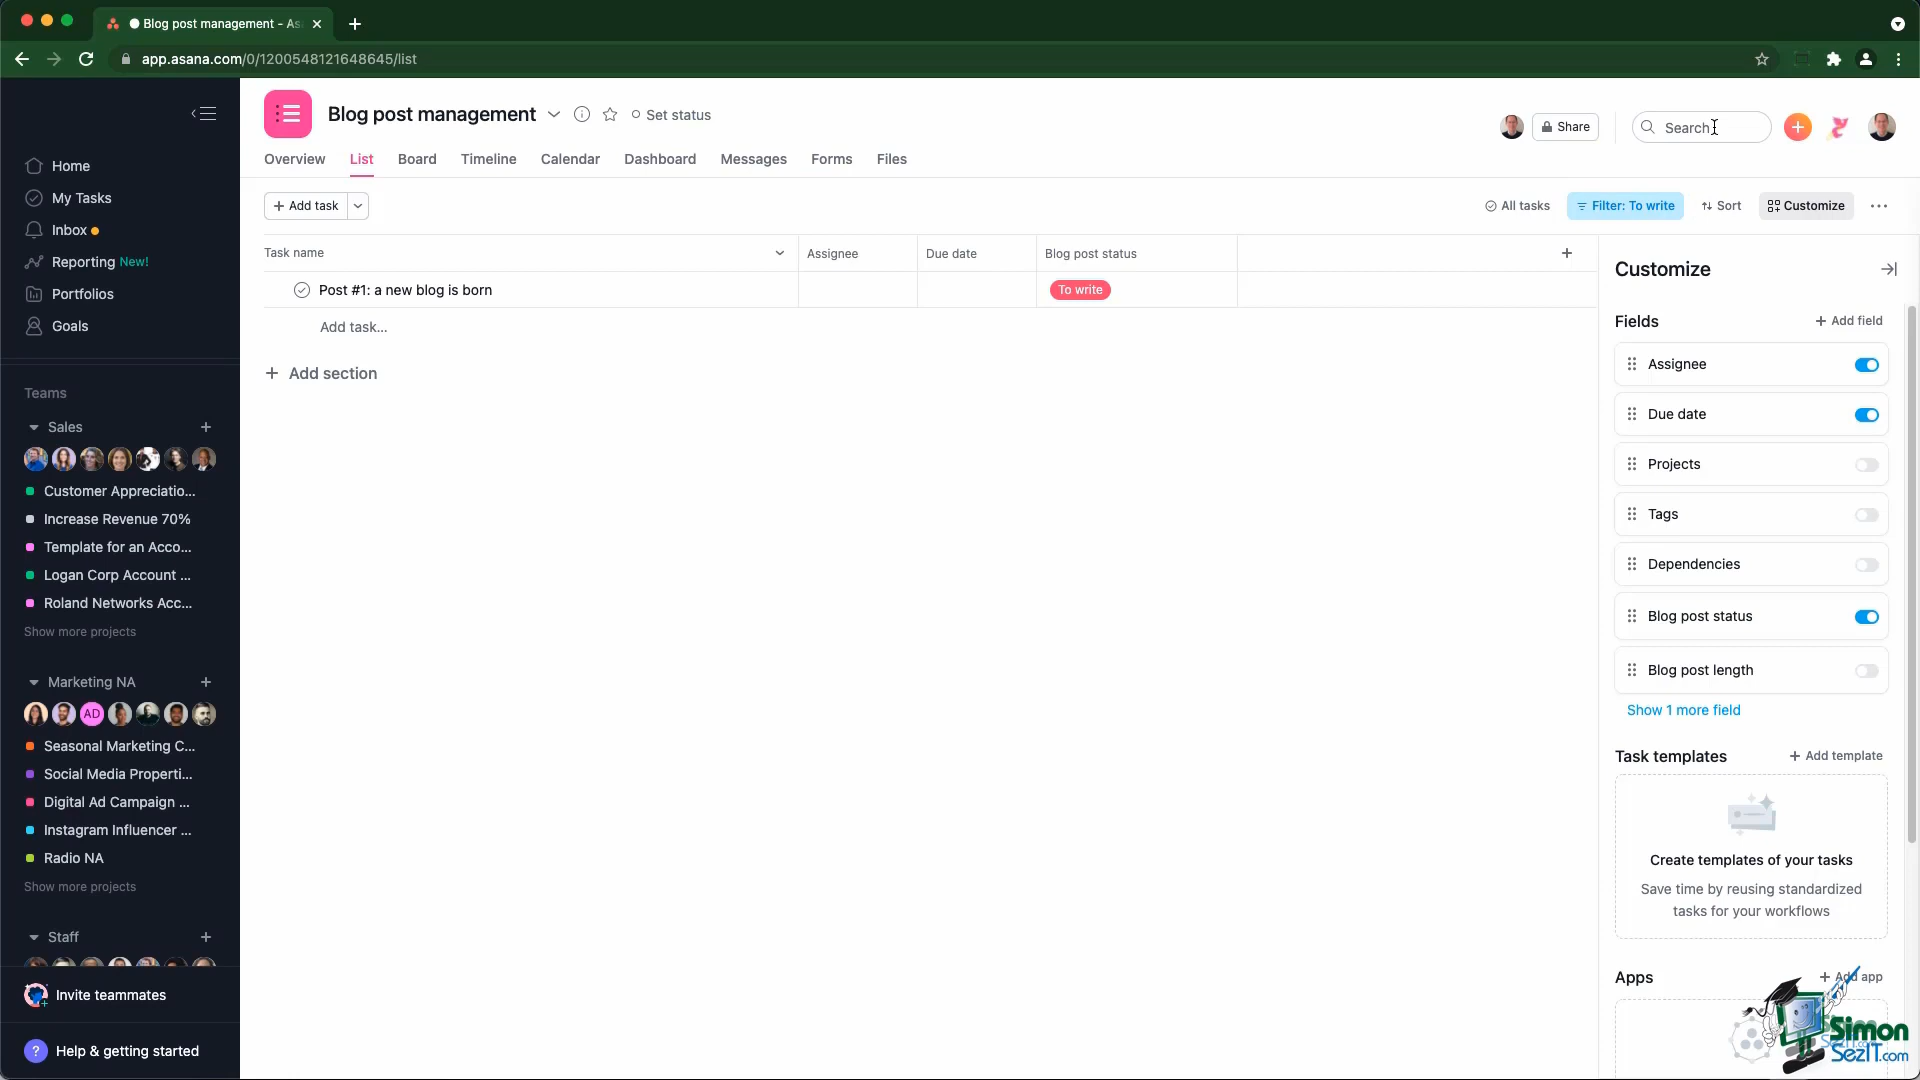 Blog post management - As
app.asana.com/0/1200548121648645/list
Blog post management
Set status
Share
Search
Overview
List
Board
Timeline
Calendar
Dashboard
Messages
Forms
Files
Home
My Tasks
Inbox
Reporting New!
Portfolios
Goals
Teams
Sales
Customer Appreciatio...
Increase Revenue 70%
Template for an Acco...
Logan Corp Account ...
Roland Networks Acc...
Show more projects
Marketing NA
AD
Seasonal Marketing C...
Social Media Properti...
Digital Ad Campaign ...
Instagram Influencer ...
Radio NA
Show more projects
Staff
Invite teammates
? Help & getting started
+ Add task
All tasks
Filter: To write
Sort
Customize
Task name
Assignee
Due date
Blog post status
Post #1: a new blog is born
To write
Add task...
+ Add section
Customize
Fields
+ Add field
Assignee
Due date
Projects
Tags
Dependencies
Blog post status
Blog post length
Show 1 more field
Task templates
+ Add template
Create templates of your tasks
Save time by reusing standardized
tasks for your workflows
Apps
+ Add app
Simon
SezIT.com